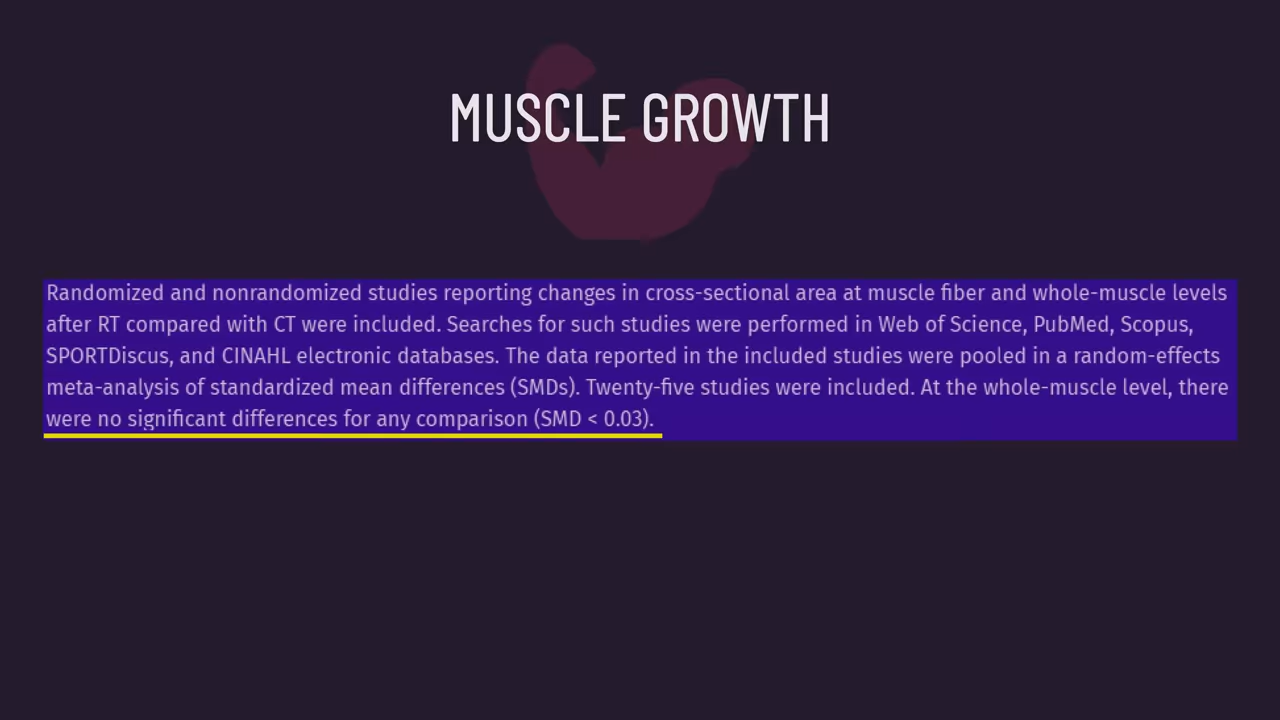 MUSCLE GROWTH
Randomized and nonrandomized studies reporting changes in cross-sectional area at muscle fiber and whole-muscle levels
after RT compared with CT were included. Searches for such studies were performed in Web of Science, PubMed, Scopus,
SPORTDiscus, and CINAHL electronic databases. The data reported in the included studies were pooled in a random-effects
meta-analysis of standardized mean differences (SMDs). Twenty-five studies were included. At the whole-muscle level, there
were no significant differences for any comparison (SMD < 0.03).